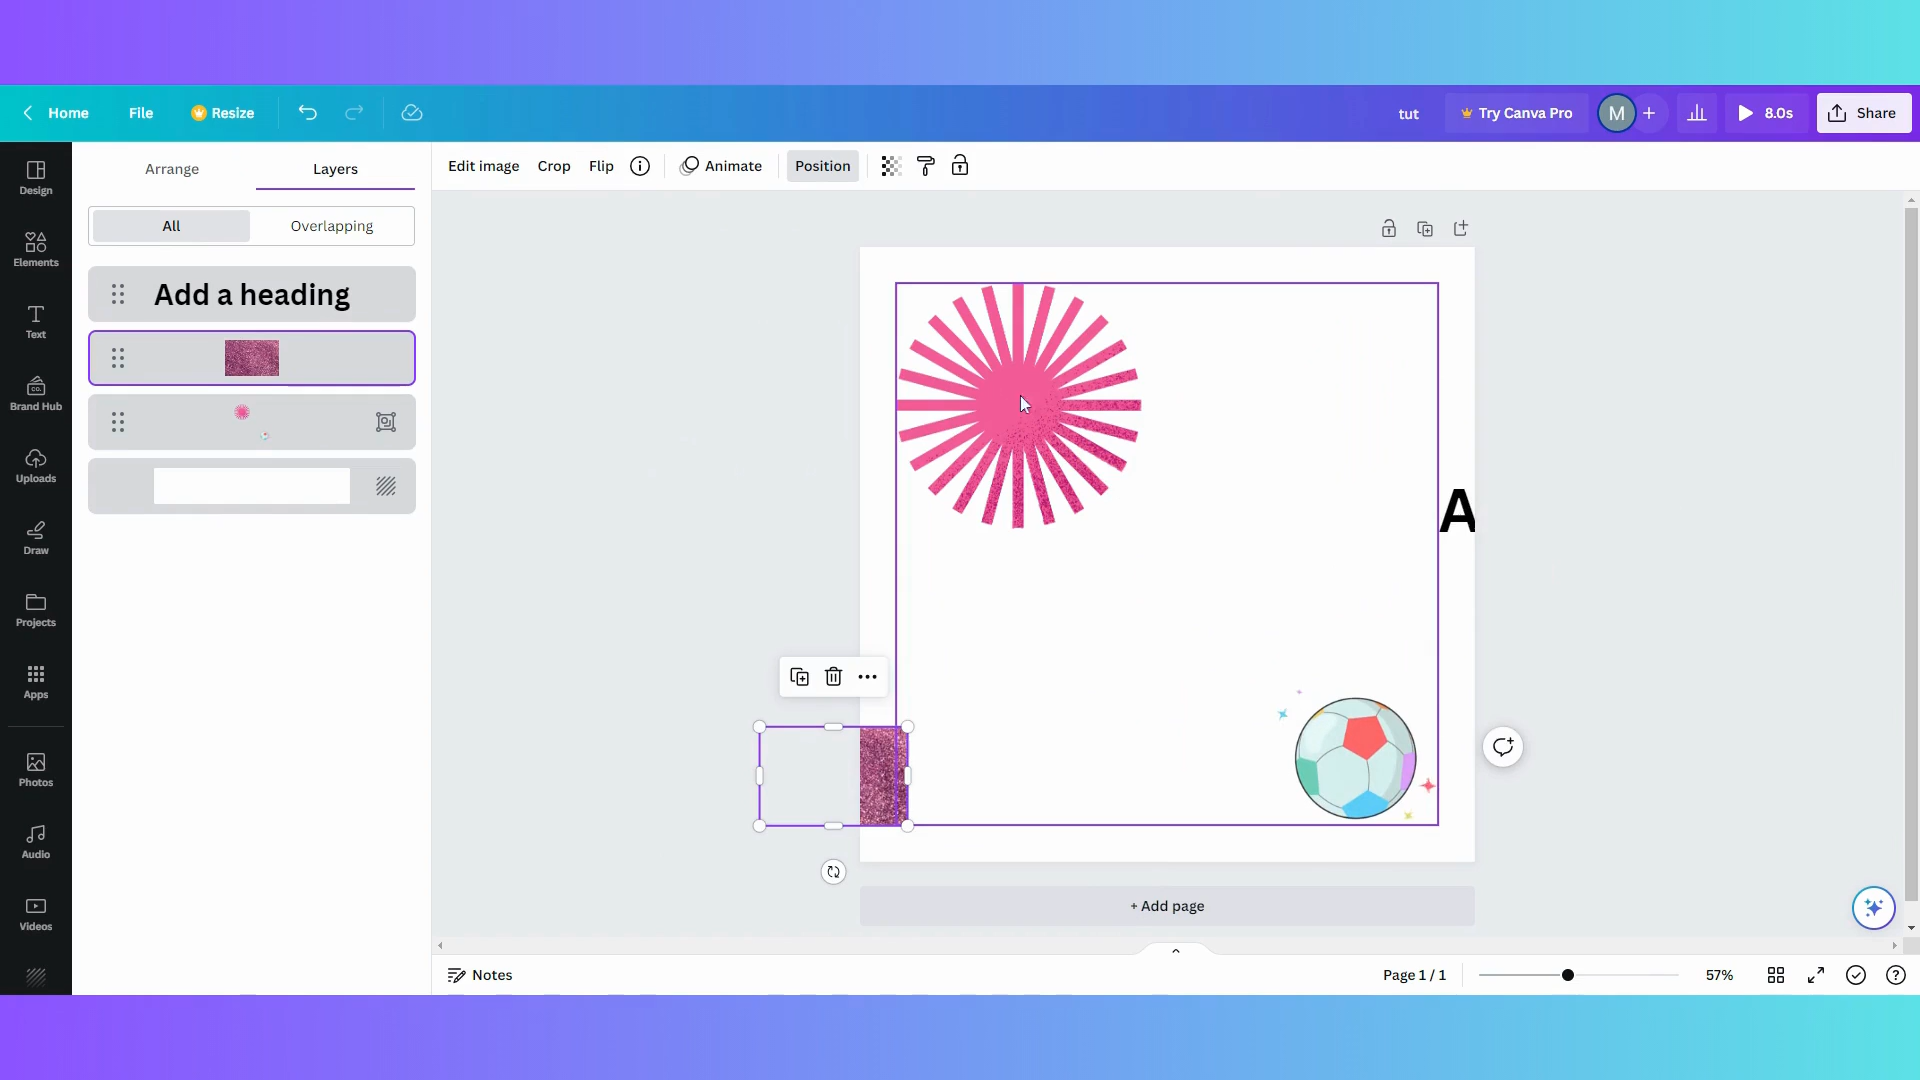 Home
File
Resize
tut
Try Canva Pro
M
8.0s
Share
Design
Elements
Text
Brand Hub
Uploads
Draw
Projects
Apps
Photos
Audio
Videos
Arrange
Layers
All
Overlapping
Add a heading
Edit image
Crop
Flip
Animate
Position
A
+ Add page
Notes
Page 1 / 1
57%